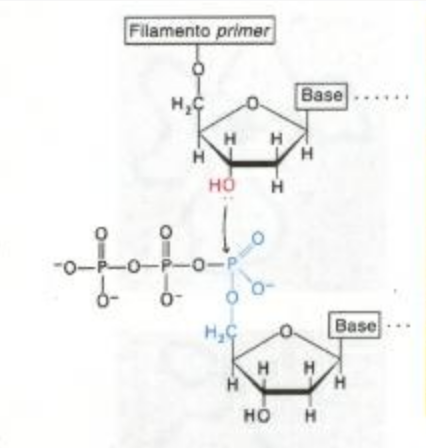 Filamento primer
O
H₂C O Base ......
H H
H H
HO H
O O O
⁻O—P—O—P—O—P
O⁻ O⁻ O⁻
O
H₂C O Base ...
H H
H H
HO H